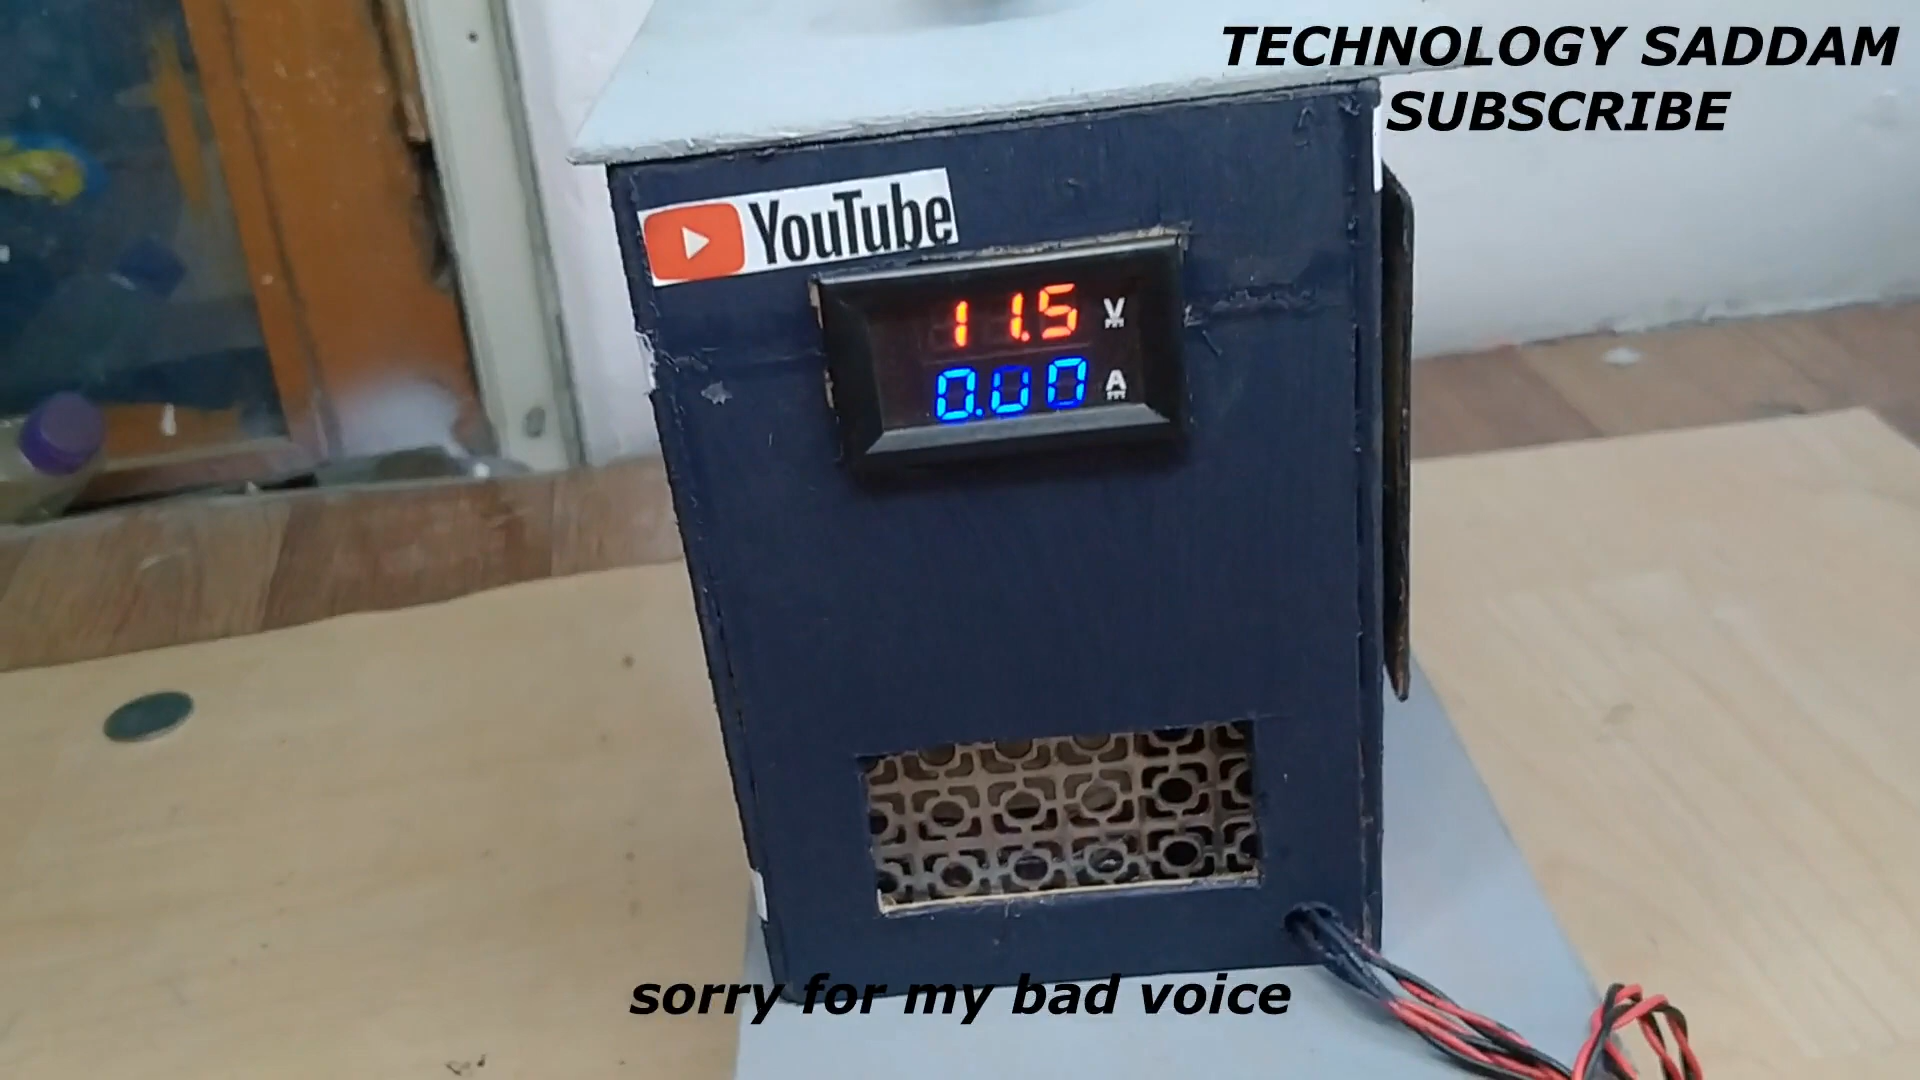 TECHNOLOGY SADDAM
SUBSCRIBE
YouTube
11.5 V
0.00 A
sorry for my bad voice